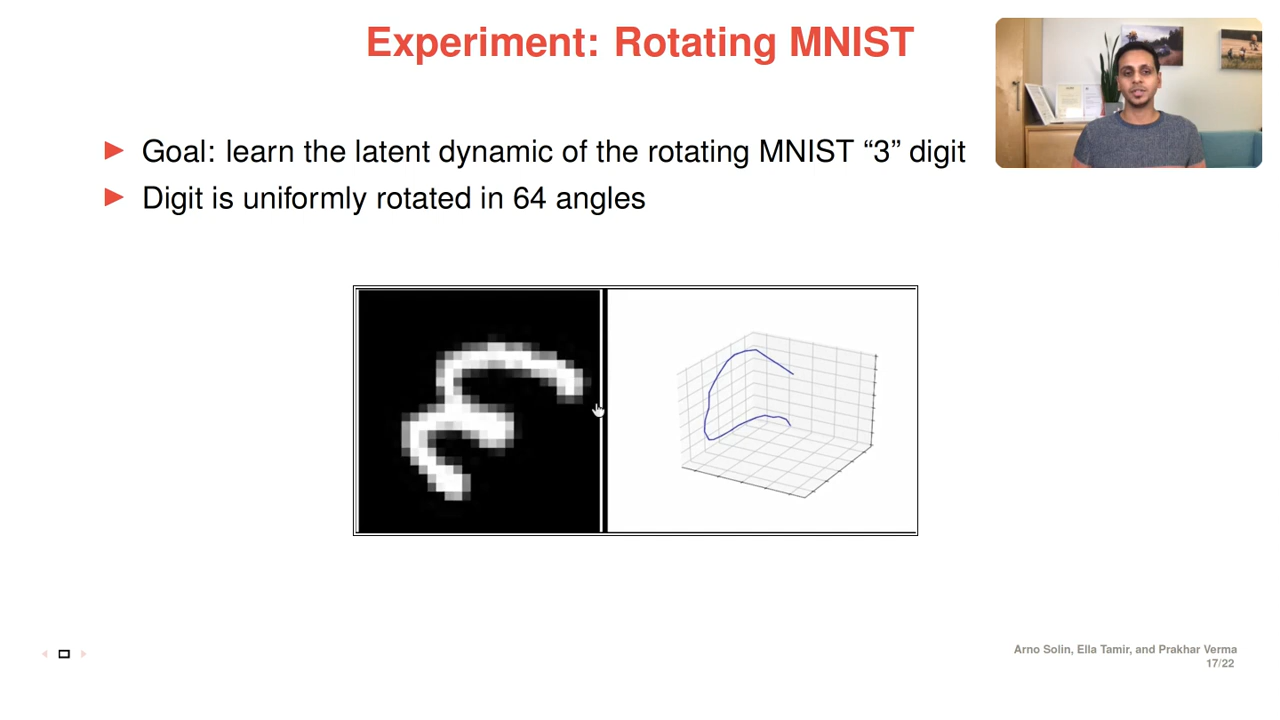 Experiment: Rotating MNIST
Goal: learn the latent dynamic of the rotating MNIST “3” digit
Digit is uniformly rotated in 64 angles
Arno Solin, Ella Tamir, and Prakhar Verma
17/22